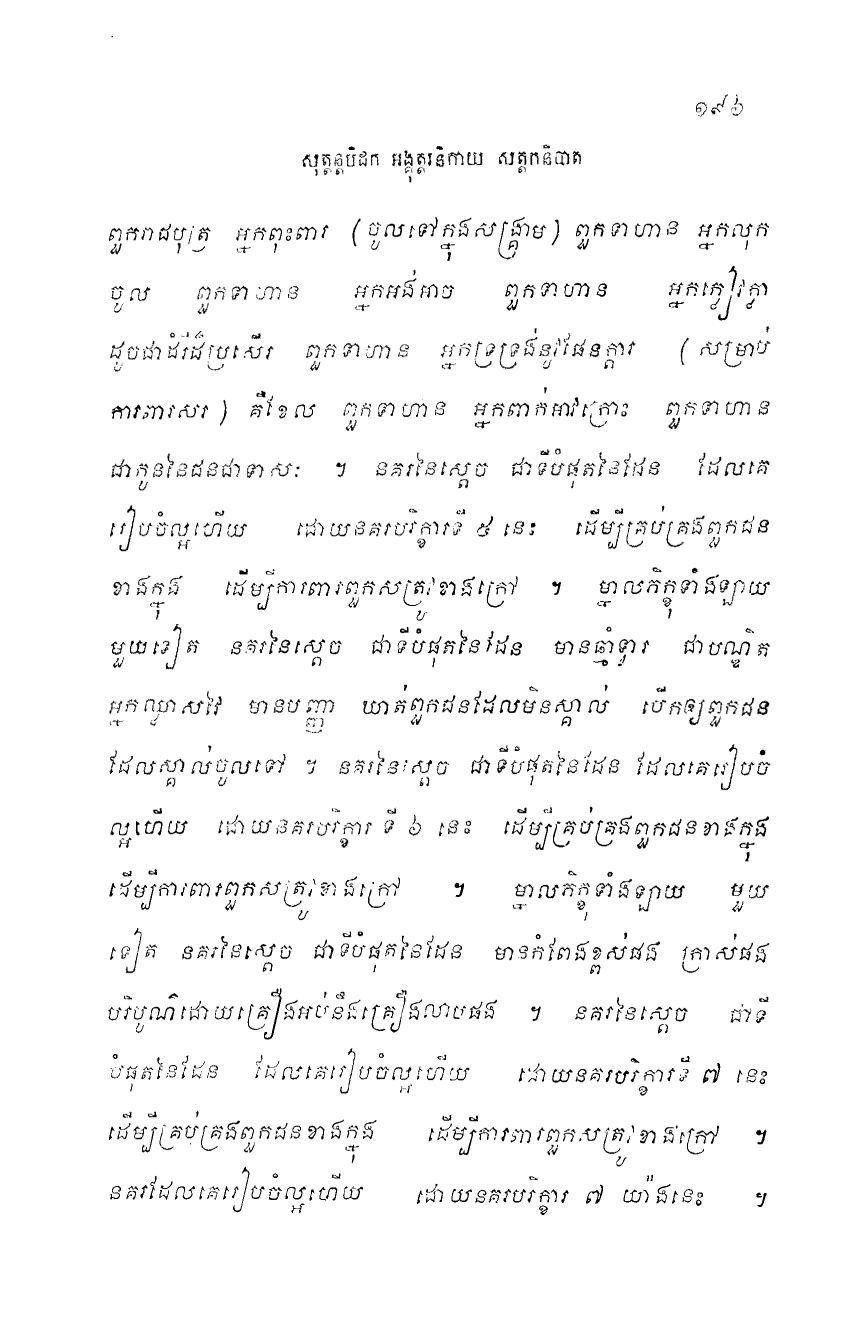 ១៩៦
សុត្តន្តបិដក អង្គុត្តរនិកាយ សត្តកនិបាត
ពួករាជបុត្រ អ្នកពុះពារ (ចូលទៅក្នុងសង្គ្រាម) ពួកទាហាន អ្នកលុក
ចូល ពួកទាហាន អ្នកអង់អាច ពួកទាហាន អ្នកក្លៀវក្លា
ដូចជាដំរីដ៏ប្រសើរ ពួកទាហាន អ្នកទ្រទ្រង់នូវផែនក្តារ (សម្រាប់
ការពារសរ) គឺខែល ពួកទាហាន អ្នកពាក់អាវក្រោះ ពួកទាហាន
ជាកូននៃជនជាទាសៈ ។ នគរនៃស្តេច ជាទីបំផុតនៃដែន ដែលគេ
រៀបចំល្អហើយ ដោយនគរបរិក្ខារទី ៥ នេះ ដើម្បីគ្រប់គ្រងពួកជន
ខាងក្នុង ដើម្បីការពារពួកសត្រូវខាងក្រៅ ។ ម្នាលភិក្ខុទាំងឡាយ
មួយទៀត នគរនៃស្តេច ជាទីបំផុតនៃដែន មានឆ្មាំទ្វារ ជាបណ្ឌិត
អ្នកឈ្លាសវៃ មានបញ្ញា ឃាត់ពួកជនដែលមិនស្គាល់ បើកឲ្យពួកជន
ដែលស្គាល់ចូលទៅ ។ នគរនៃស្តេច ជាទីបំផុតនៃដែន ដែលគេរៀបចំ
ល្អហើយ ដោយនគរបរិក្ខារ ទី ៦ នេះ ដើម្បីគ្រប់គ្រងពួកជនខាងក្នុង
ដើម្បីការពារពួកសត្រូវខាងក្រៅ ។ ម្នាលភិក្ខុទាំងឡាយ មួយ
ទៀត នគរនៃស្តេច ជាទីបំផុតនៃដែន មានកំពែងខ្ពស់ផង ក្រាស់ផង
បរិបូណ៌ដោយគ្រឿងអប់នឹងគ្រឿងលាបផង ។ នគរនៃស្តេច ជាទី
បំផុតនៃដែន ដែលគេរៀបចំល្អហើយ ដោយនគរបរិក្ខារទី ៧ នេះ
ដើម្បីគ្រប់គ្រងពួកជនខាងក្នុង ដើម្បីការពារពួកសត្រូវខាងក្រៅ ។
នគរដែលគេរៀបចំល្អហើយ ដោយនគរបរិក្ខារ ៧ យ៉ាងនេះ ។